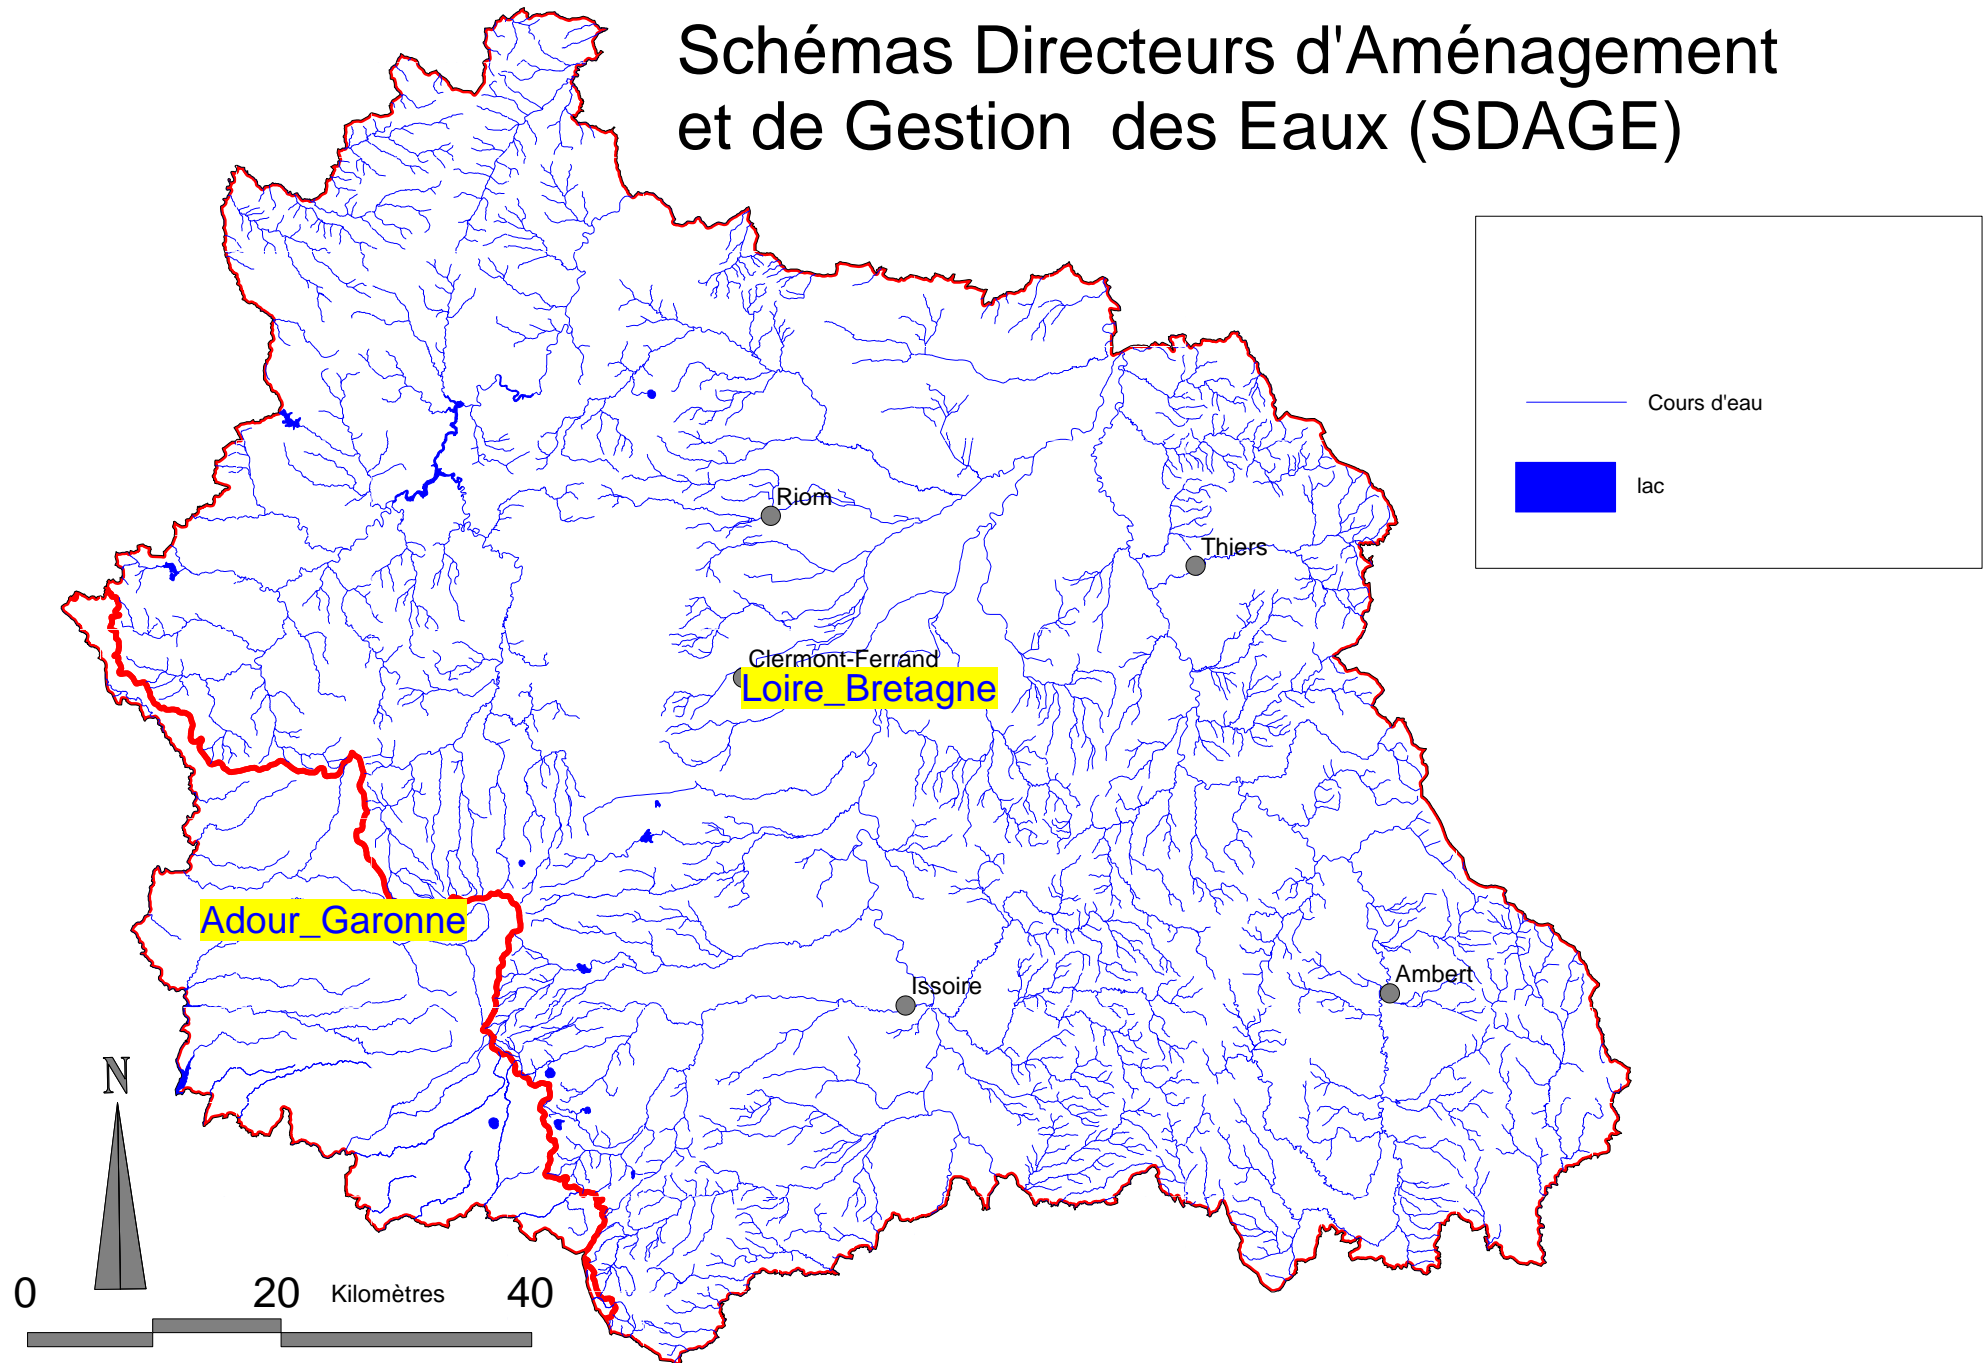 Schémas Directeurs d'Aménagement
et de Gestion des Eaux (SDAGE)
Cours d'eau
lac
Riom
Thiers
Clermont-Ferrand
Loire_Bretagne
Adour_Garonne
Issoire
Ambert
N
0 20 Kilomètres 40